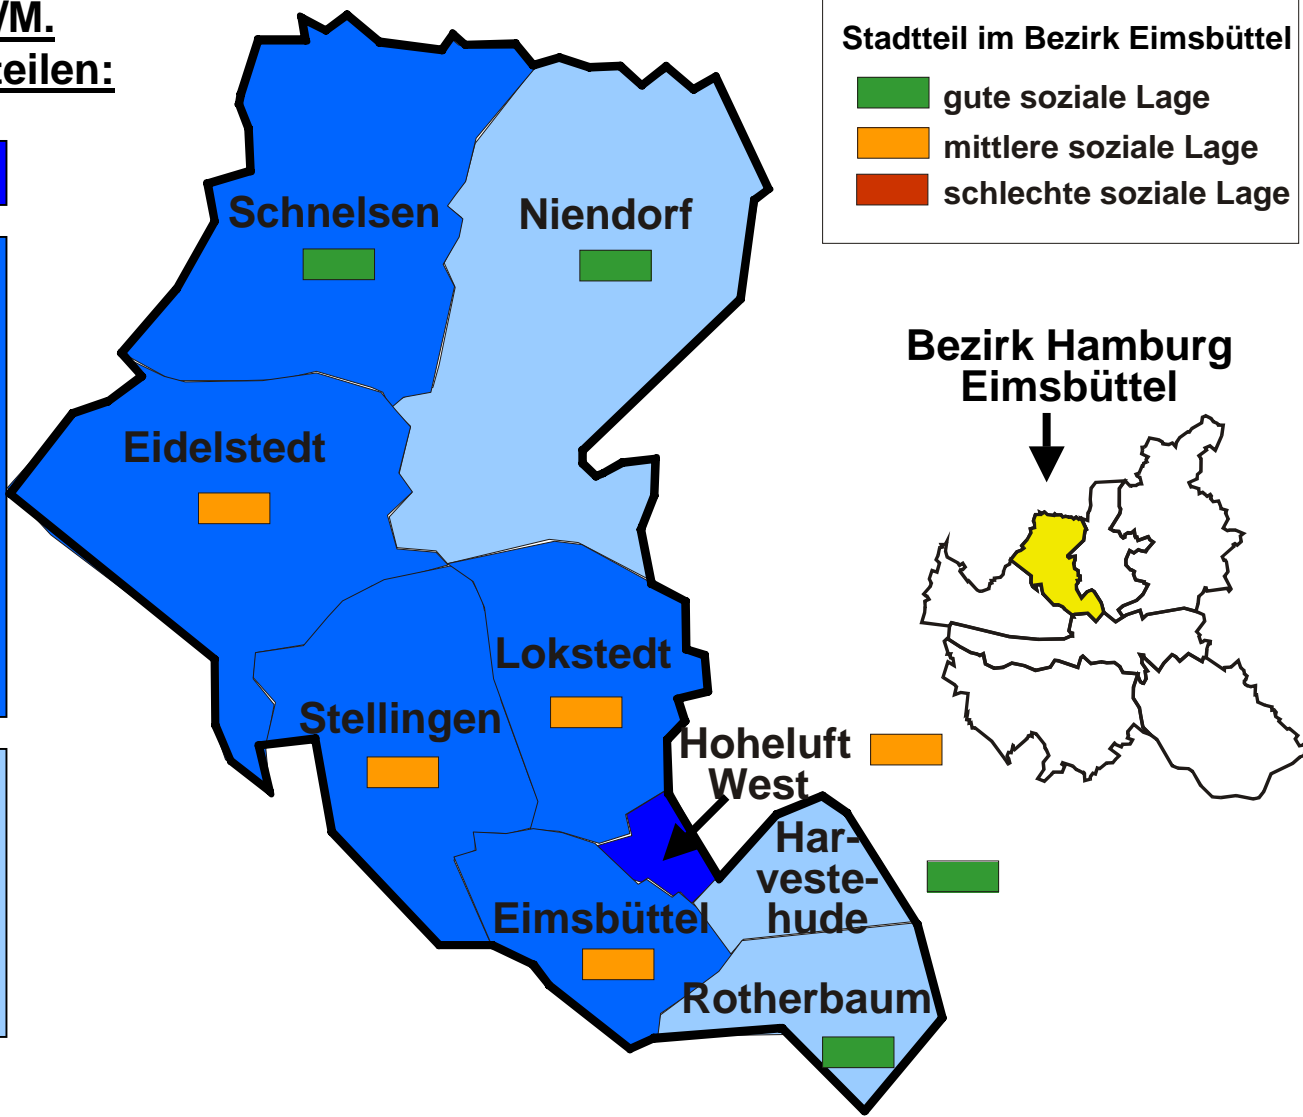 /M.
teilen:
Stadtteil im Bezirk Eimsbüttel
gute soziale Lage
mittlere soziale Lage
schlechte soziale Lage
Schnelsen
Niendorf
Bezirk Hamburg
Eimsbüttel
Eidelstedt
Lokstedt
Stellingen
Hoheluft
West
Har-
veste-
hude
Eimsbüttel
Rotherbaum